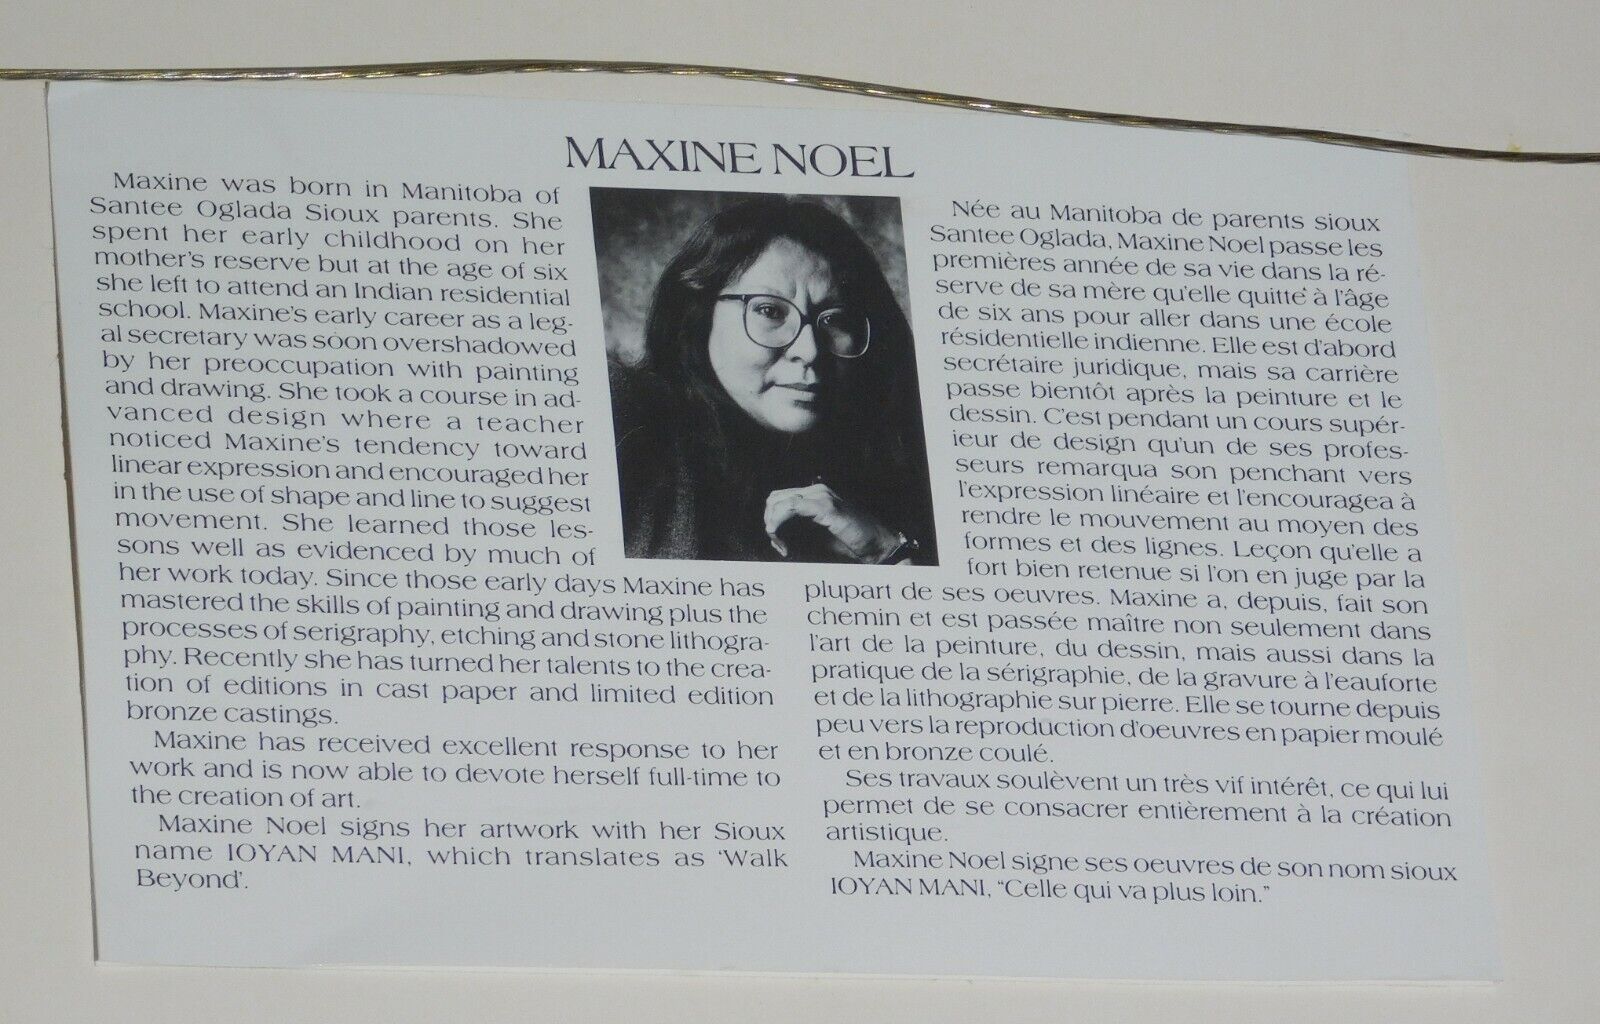 MAXINE NOEL
Maxine was born in Manitoba of
Santee Oglada Sioux parents. She
spent her early childhood on her
mother's reserve but at the age of six
she left to attend an Indian residential
school. Maxine's early career as a leg-
al secretary was soon overshadowed
by her preoccupation with painting
and drawing. She took a course in ad-
vanced design where a teacher
noticed Maxine's tendency toward
linear expression and encouraged her
in the use of shape and line to suggest
movement. She learned those les-
sons well as evidenced by much of
her work today. Since those early days Maxine has
mastered the skills of painting and drawing plus the
processes of serigraphy, etching and stone lithogra-
phy. Recently she has turned her talents to the crea-
tion of editions in cast paper and limited edition
bronze castings.
Maxine has received excellent response to her
work and is now able to devote herself full-time to
the creation of art.
Maxine Noel signs her artwork with her Sioux
name IOYAN MANI, which translates as 'Walk
Beyond'.
Née au Manitoba de parents sioux
Santee Oglada, Maxine Noel passe les
premières année de sa vie dans la ré-
serve de sa mère qu'elle quitte à l'âge
de six ans pour aller dans une école
résidentielle indienne. Elle est d'abord
secrétaire juridique, mais sa carrière
passe bientôt après la peinture et le
dessin. C'est pendant un cours supér-
ieur de design qu'un de ses profes-
seurs remarqua son penchant vers
l'expression linéaire et l'encouragea à
rendre le mouvement au moyen des
formes et des lignes. Leçon qu'elle a
fort bien retenue si l'on en juge par la
plupart de ses oeuvres. Maxine a, depuis, fait son
chemin et est passée maître non seulement dans
l'art de la peinture, du dessin, mais aussi dans la
pratique de la sérigraphie, de la gravure à l'eauforte
et de la lithographie sur pierre. Elle se tourne depuis
peu vers la reproduction d'oeuvres en papier moulé
et en bronze coulé.
Ses travaux soulèvent un très vif intérêt, ce qui lui
permet de se consacrer entièrement à la création
artistique.
Maxine Noel signe ses oeuvres de son nom sioux
IOYAN MANI, "Celle qui va plus loin."